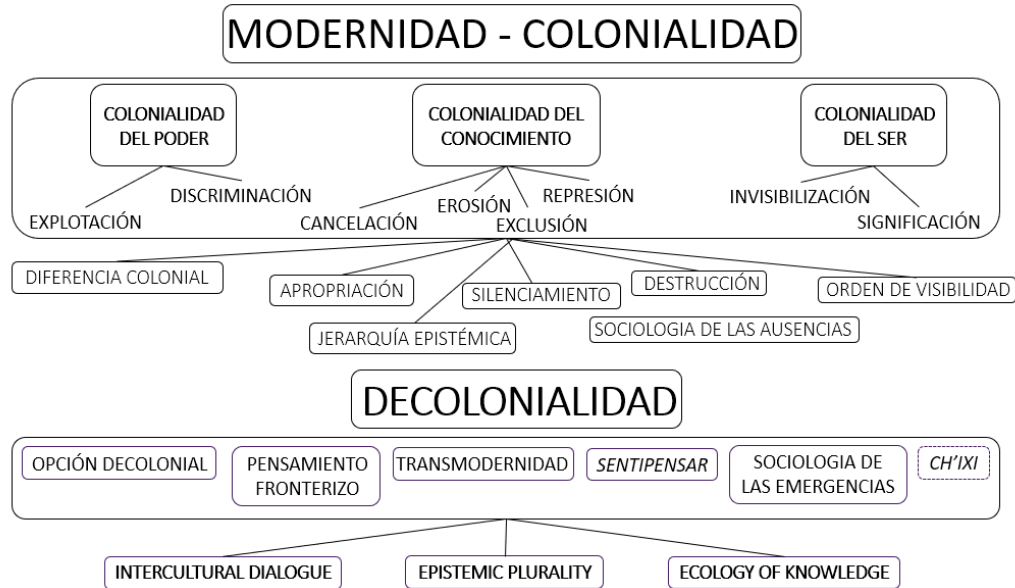 MODERNIDAD - COLONIALIDAD
COLONIALIDAD
DEL PODER
COLONIALIDAD DEL
CONOCIMIENTO
COLONIALIDAD
DEL SER
EXPLOTACIÓN
DISCRIMINACIÓN
CANCELACIÓN
EROSIÓN
EXCLUSIÓN
REPRESIÓN
INVISIBILIZACIÓN
SIGNIFICACIÓN
DIFERENCIA COLONIAL
APROPRIACIÓN
JERARQUÍA EPISTÉMICA
SILENCIAMIENTO
DESTRUCCIÓN
SOCIOLOGIA DE LAS AUSENCIAS
ORDEN DE VISIBILIDAD
DECOLONIALIDAD
OPCIÓN DECOLONIAL
PENSAMIENTO
FRONTERIZO
TRANSMODERNIDAD
SENTIPENSAR
SOCIOLOGIA DE
LAS EMERGENCIAS
CH'IXI
INTERCULTURAL DIALOGUE
EPISTEMIC PLURALITY
ECOLOGY OF KNOWLEDGE